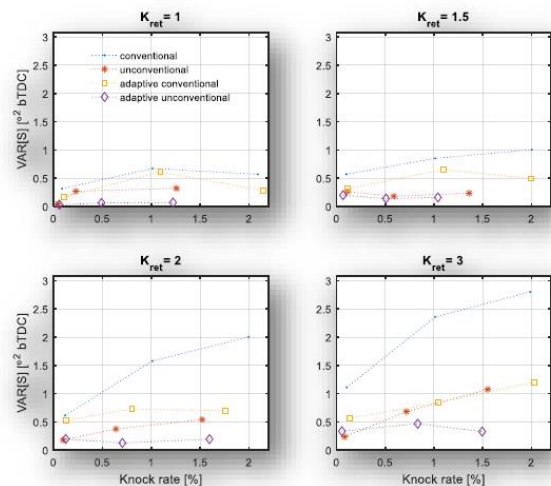 K_ret = 1
K_ret = 1.5
VAR[S] [°² bTDC]
3
2.5
2
1.5
1
0.5
0
conventional
unconventional
adaptive conventional
adaptive unconventional
0 0.5 1 1.5 2
3
2.5
2
1.5
1
0.5
0
0 0.5 1 1.5 2
K_ret = 2
K_ret = 3
VAR[S] [°² bTDC]
3
2.5
2
1.5
1
0.5
0
0 0.5 1 1.5 2
Knock rate [%]
3
2.5
2
1.5
1
0.5
0
0 0.5 1 1.5 2
Knock rate [%]